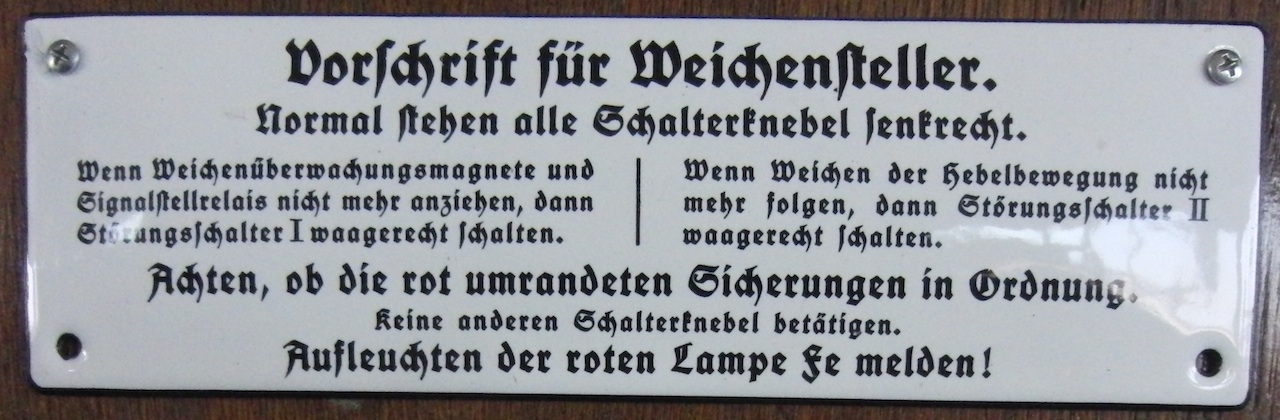 Vorschrift für Weichensteller.
Normal stehen alle Schalterknebel senkrecht.
Wenn Weichenüberwachungsmagnete und
Signalstellrelais nicht mehr anziehen, dann
Störungsschalter I waagerecht schalten.
Wenn Weichen der Hebelbewegung nicht
mehr folgen, dann Störungsschalter II
waagerecht schalten.
Achten, ob die rot umrandeten Sicherungen in Ordnung.
Keine anderen Schalterknebel betätigen.
Aufleuchten der roten Lampe Fe melden!